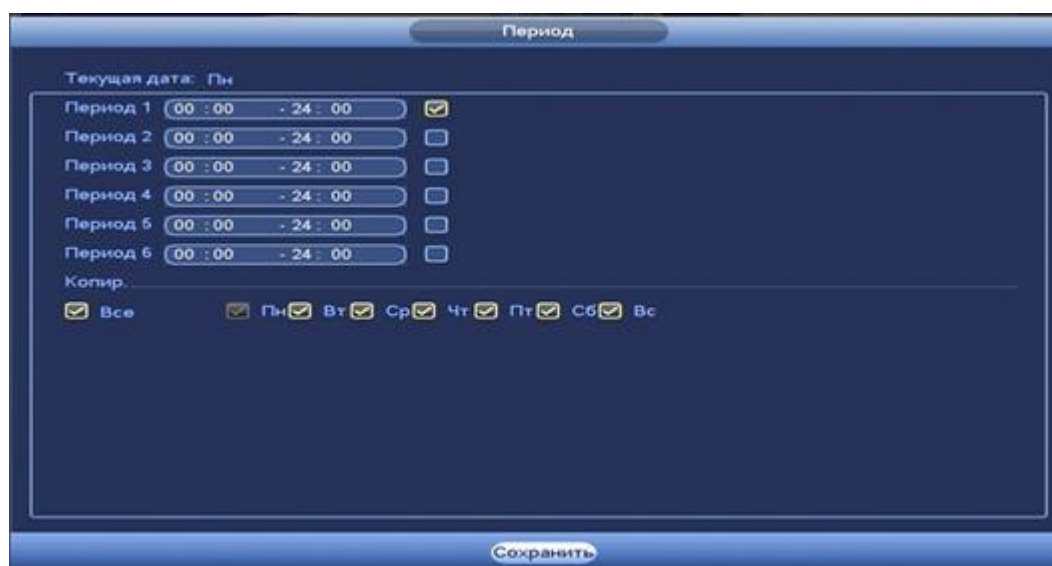 Период
Текущая дата: Пн
Период 1 00 : 00 - 24 : 00
Период 2 00 : 00 - 24 : 00
Период 3 00 : 00 - 24 : 00
Период 4 00 : 00 - 24 : 00
Период 5 00 : 00 - 24 : 00
Период 6 00 : 00 - 24 : 00
Копир.
Все Пн Вт Ср Чт Пт Сб Вс
Сохранить